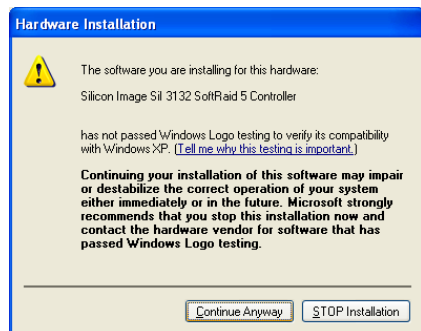 Hardware Installation
The software you are installing for this hardware:
Silicon Image SiI 3132 SoftRaid 5 Controller
has not passed Windows Logo testing to verify its compatibility
with Windows XP. (Tell me why this testing is important.)
Continuing your installation of this software may impair
or destabilize the correct operation of your system
either immediately or in the future. Microsoft strongly
recommends that you stop this installation now and
contact the hardware vendor for software that has
passed Windows Logo testing.
Continue Anyway
STOP Installation